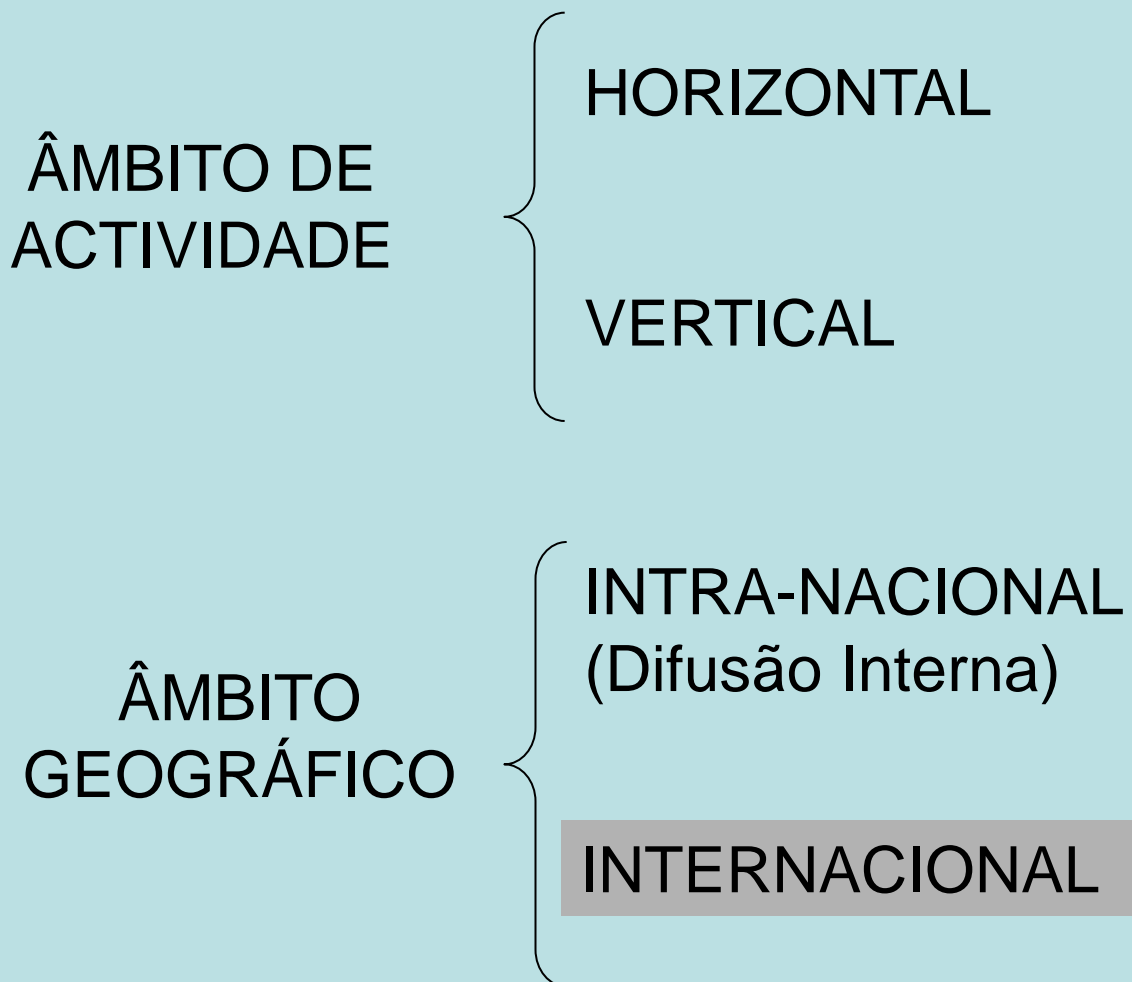 ÂMBITO DE
ACTIVIDADE
HORIZONTAL
VERTICAL
ÂMBITO
GEOGRÁFICO
INTRA-NACIONAL
(Difusão Interna)
INTERNACIONAL